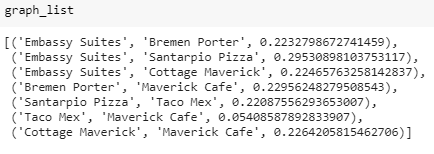 graph_list
[('Embassy Suites', 'Bremen Porter', 0.2232798672741459),
('Embassy Suites', 'Santarpio Pizza', 0.29530898103753117),
('Embassy Suites', 'Cottage Maverick', 0.22465763258142837),
('Bremen Porter', 'Maverick Cafe', 0.22956248279508543),
('Santarpio Pizza', 'Taco Mex', 0.22087556293653007),
('Taco Mex', 'Maverick Cafe', 0.05408587892833907),
('Cottage Maverick', 'Maverick Cafe', 0.2264205815462706)]